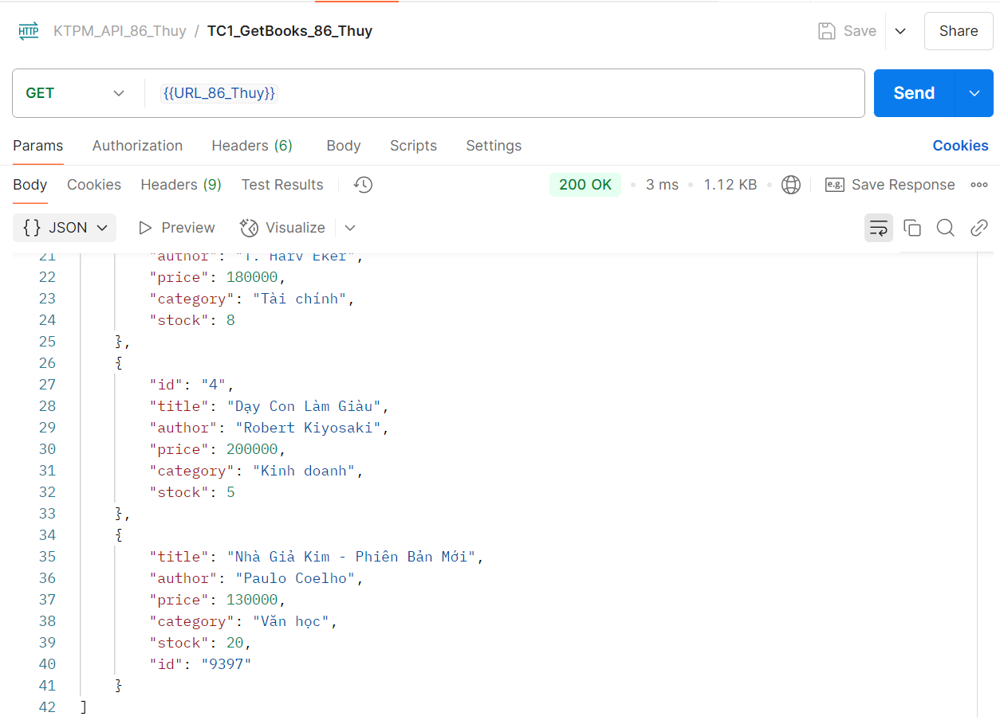 HTTP KTPM_API_86_Thuy / TC1_GetBooks_86_Thuy Save Share
GET {{URL_86_Thuy}} Send
Params Authorization Headers (6) Body Scripts Settings Cookies
Body Cookies Headers (9) Test Results 200 OK • 3 ms • 1.12 KB • e.g. Save Response
{} JSON Preview Visualize
21 "author": "T. Harv Eker",
22 "price": 180000,
23 "category": "Tài chính",
24 "stock": 8
25 },
26 {
27 "id": "4",
28 "title": "Dạy Con Làm Giàu",
29 "author": "Robert Kiyosaki",
30 "price": 200000,
31 "category": "Kinh doanh",
32 "stock": 5
33 },
34 {
35 "title": "Nhà Giả Kim - Phiên Bản Mới",
36 "author": "Paulo Coelho",
37 "price": 130000,
38 "category": "Văn học",
39 "stock": 20,
40 "id": "9397"
41 }
42 ]